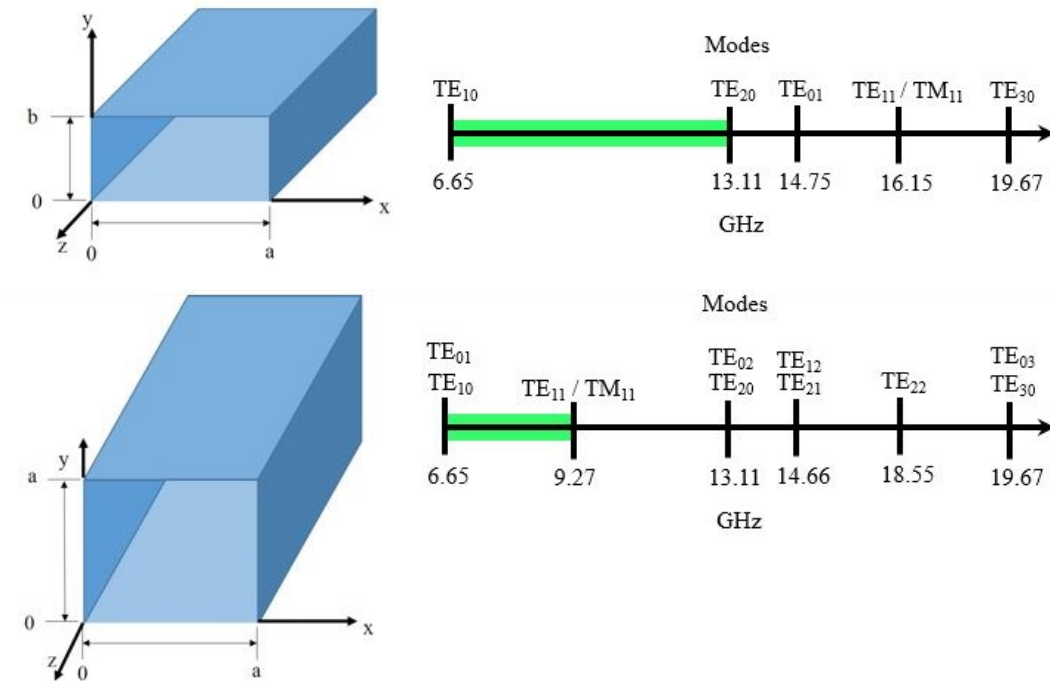 y
b
0
z
0
a
x
Modes
TE₁₀ TE₂₀ TE₀₁ TE₁₁ / TM₁₁ TE₃₀
6.65 13.11 14.75 16.15 19.67
GHz
y
a
0
z
0
a
x
Modes
TE₀₁ TE₀₂ TE₁₂ TE₀₃
TE₁₀ TE₁₁ / TM₁₁ TE₂₀ TE₂₁ TE₂₂ TE₃₀
6.65 9.27 13.11 14.66 18.55 19.67
GHz